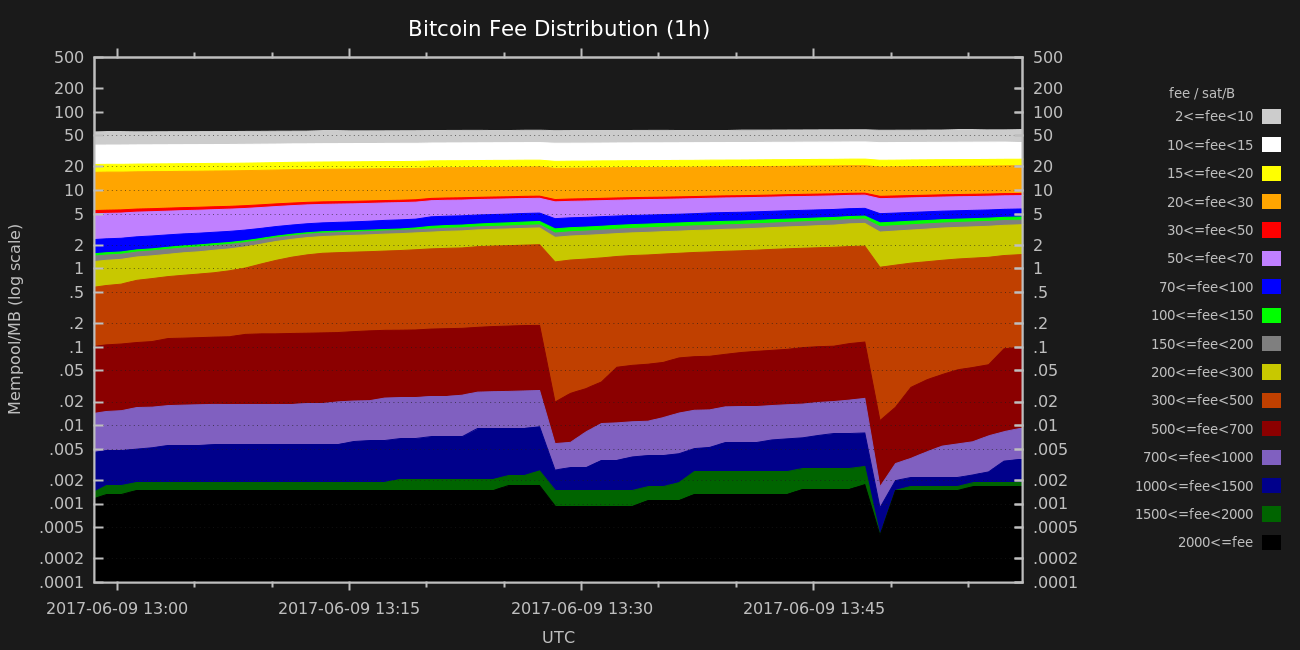 Bitcoin Fee Distribution (1h)
500 500
200 200
100 100
50 50
20 20
10 10
5 5
2 2
1 1
.5 .5
.2 .2
.1 .1
.05 .05
.02 .02
.01 .01
.005 .005
.002 .002
.001 .001
.0005 .0005
.0002 .0002
.0001 .0001
Mempool/MB (log scale)
2017-06-09 13:00 2017-06-09 13:15 2017-06-09 13:30 2017-06-09 13:45
UTC
fee / sat/B
2<=fee<10
10<=fee<15
15<=fee<20
20<=fee<30
30<=fee<50
50<=fee<70
70<=fee<100
100<=fee<150
150<=fee<200
200<=fee<300
300<=fee<500
500<=fee<700
700<=fee<1000
1000<=fee<1500
1500<=fee<2000
2000<=fee